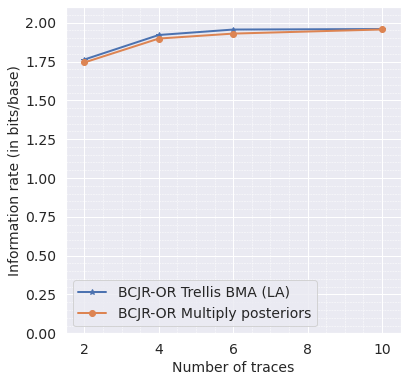 2.00
1.75
1.50
1.25
1.00
0.75
0.50
0.25
0.00
Information rate (in bits/base)
BCJR-OR Trellis BMA (LA)
BCJR-OR Multiply posteriors
2 4 6 8 10
Number of traces